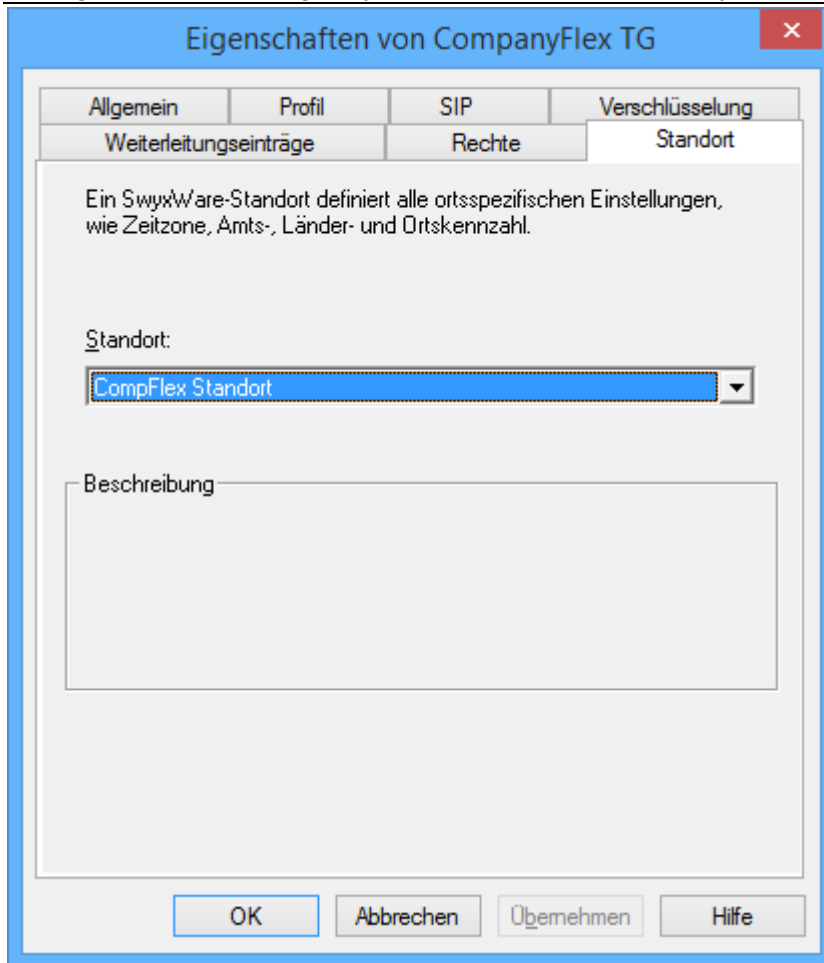 Eigenschaften von CompanyFlex TG
Allgemein Profil SIP Verschlüsselung
Weiterleitungseinträge Rechte Standort
Ein SwyxWare-Standort definiert alle ortsspezifischen Einstellungen,
wie Zeitzone, Amts-, Länder- und Ortskennzahl.
Standort:
CompFlex Standort
Beschreibung
OK Abbrechen Übernehmen Hilfe